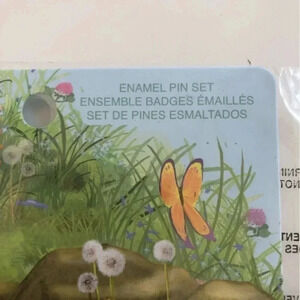 ENAMEL PIN SET
ENSEMBLE BADGES ÉMAILLÉS
SET DE PINES ESMALTADOS